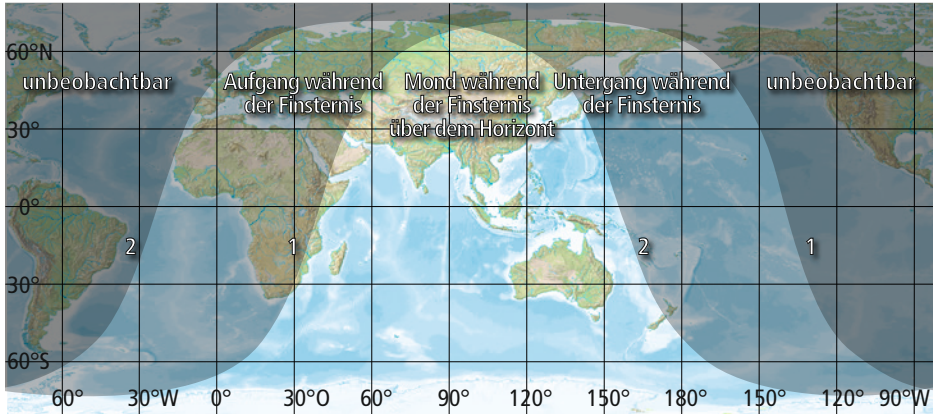 60°N
unbeobachtbar
Aufgang während
der Finsternis
Mond während
der Finsternis
über dem Horizont
Untergang während
der Finsternis
unbeobachtbar
30°
0°
2
1
2
1
30°
60°S
60°
30°W
0°
30°O
60°
90°
120°
150°
180°
150°
120°
90°W